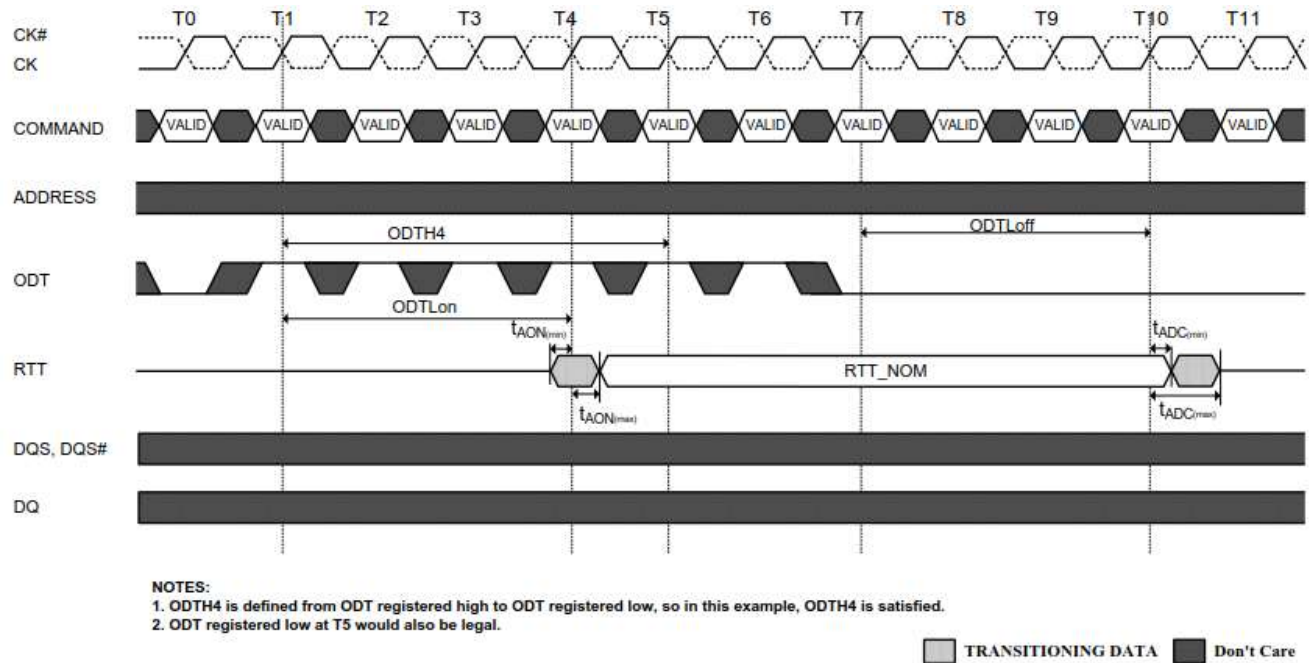 T0 T1 T2 T3 T4 T5 T6 T7 T8 T9 T10 T11
CK#
CK
COMMAND VALID VALID VALID VALID VALID VALID VALID VALID VALID VALID VALID VALID
ADDRESS
ODTH4 ODTLoff
ODT
ODTLon
tAON(min) tADC(min)
RTT RTT_NOM
tAON(max) tADC(max)
DQS, DQS#
DQ
NOTES:
1. ODTH4 is defined from ODT registered high to ODT registered low, so in this example, ODTH4 is satisfied.
2. ODT registered low at T5 would also be legal.
TRANSITIONING DATA Don't Care